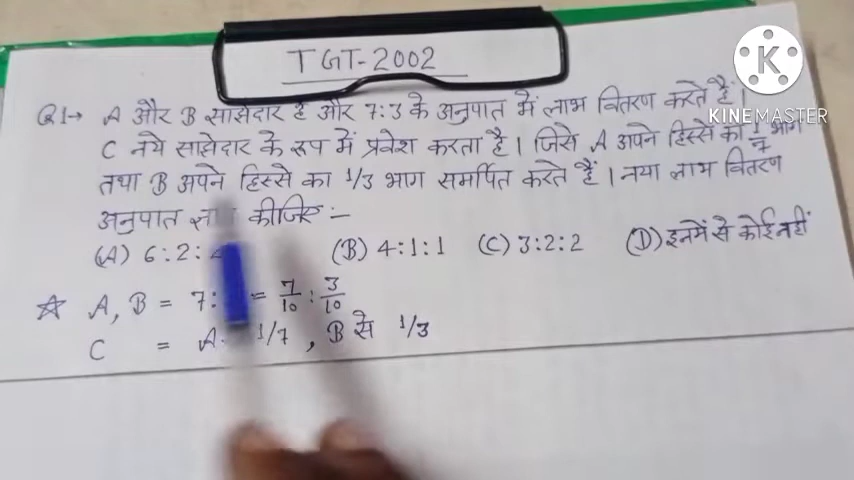 TGT-2002
KINEMASTER
Q1→ A और B साझेदार है और 7:3 के अनुपात में लाभ वितरण करते हैं।
C नये साझेदार के रूप में प्रवेश करता है। जिसे A अपने हिस्से का 1/7 भाग
तथा B अपने हिस्से का 1/3 भाग समर्पित करते हैं। नया लाभ वितरण
अनुपात कीजिए :-
(A) 6:2: (B) 4:1:1 (C) 3:2:2 (D) इनमें से कोई नहीं
☆ A, B = 7: = 7/10 : 3/10
C = A 1/7, B से 1/3